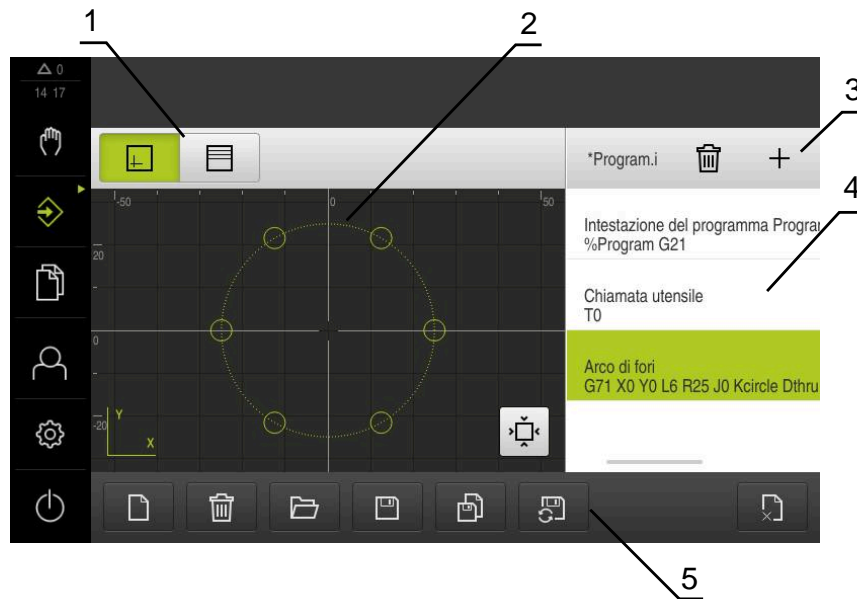 1
2
0
14 17
3
*Program.i
4
-50
0
50
Intestazione del programma
%Program G21
20
Chiamata utensile
T0
0
Arco di fori
G71 X0 Y0 L6 R25 J0 Kcircle Dthru
-20
Y
X
5